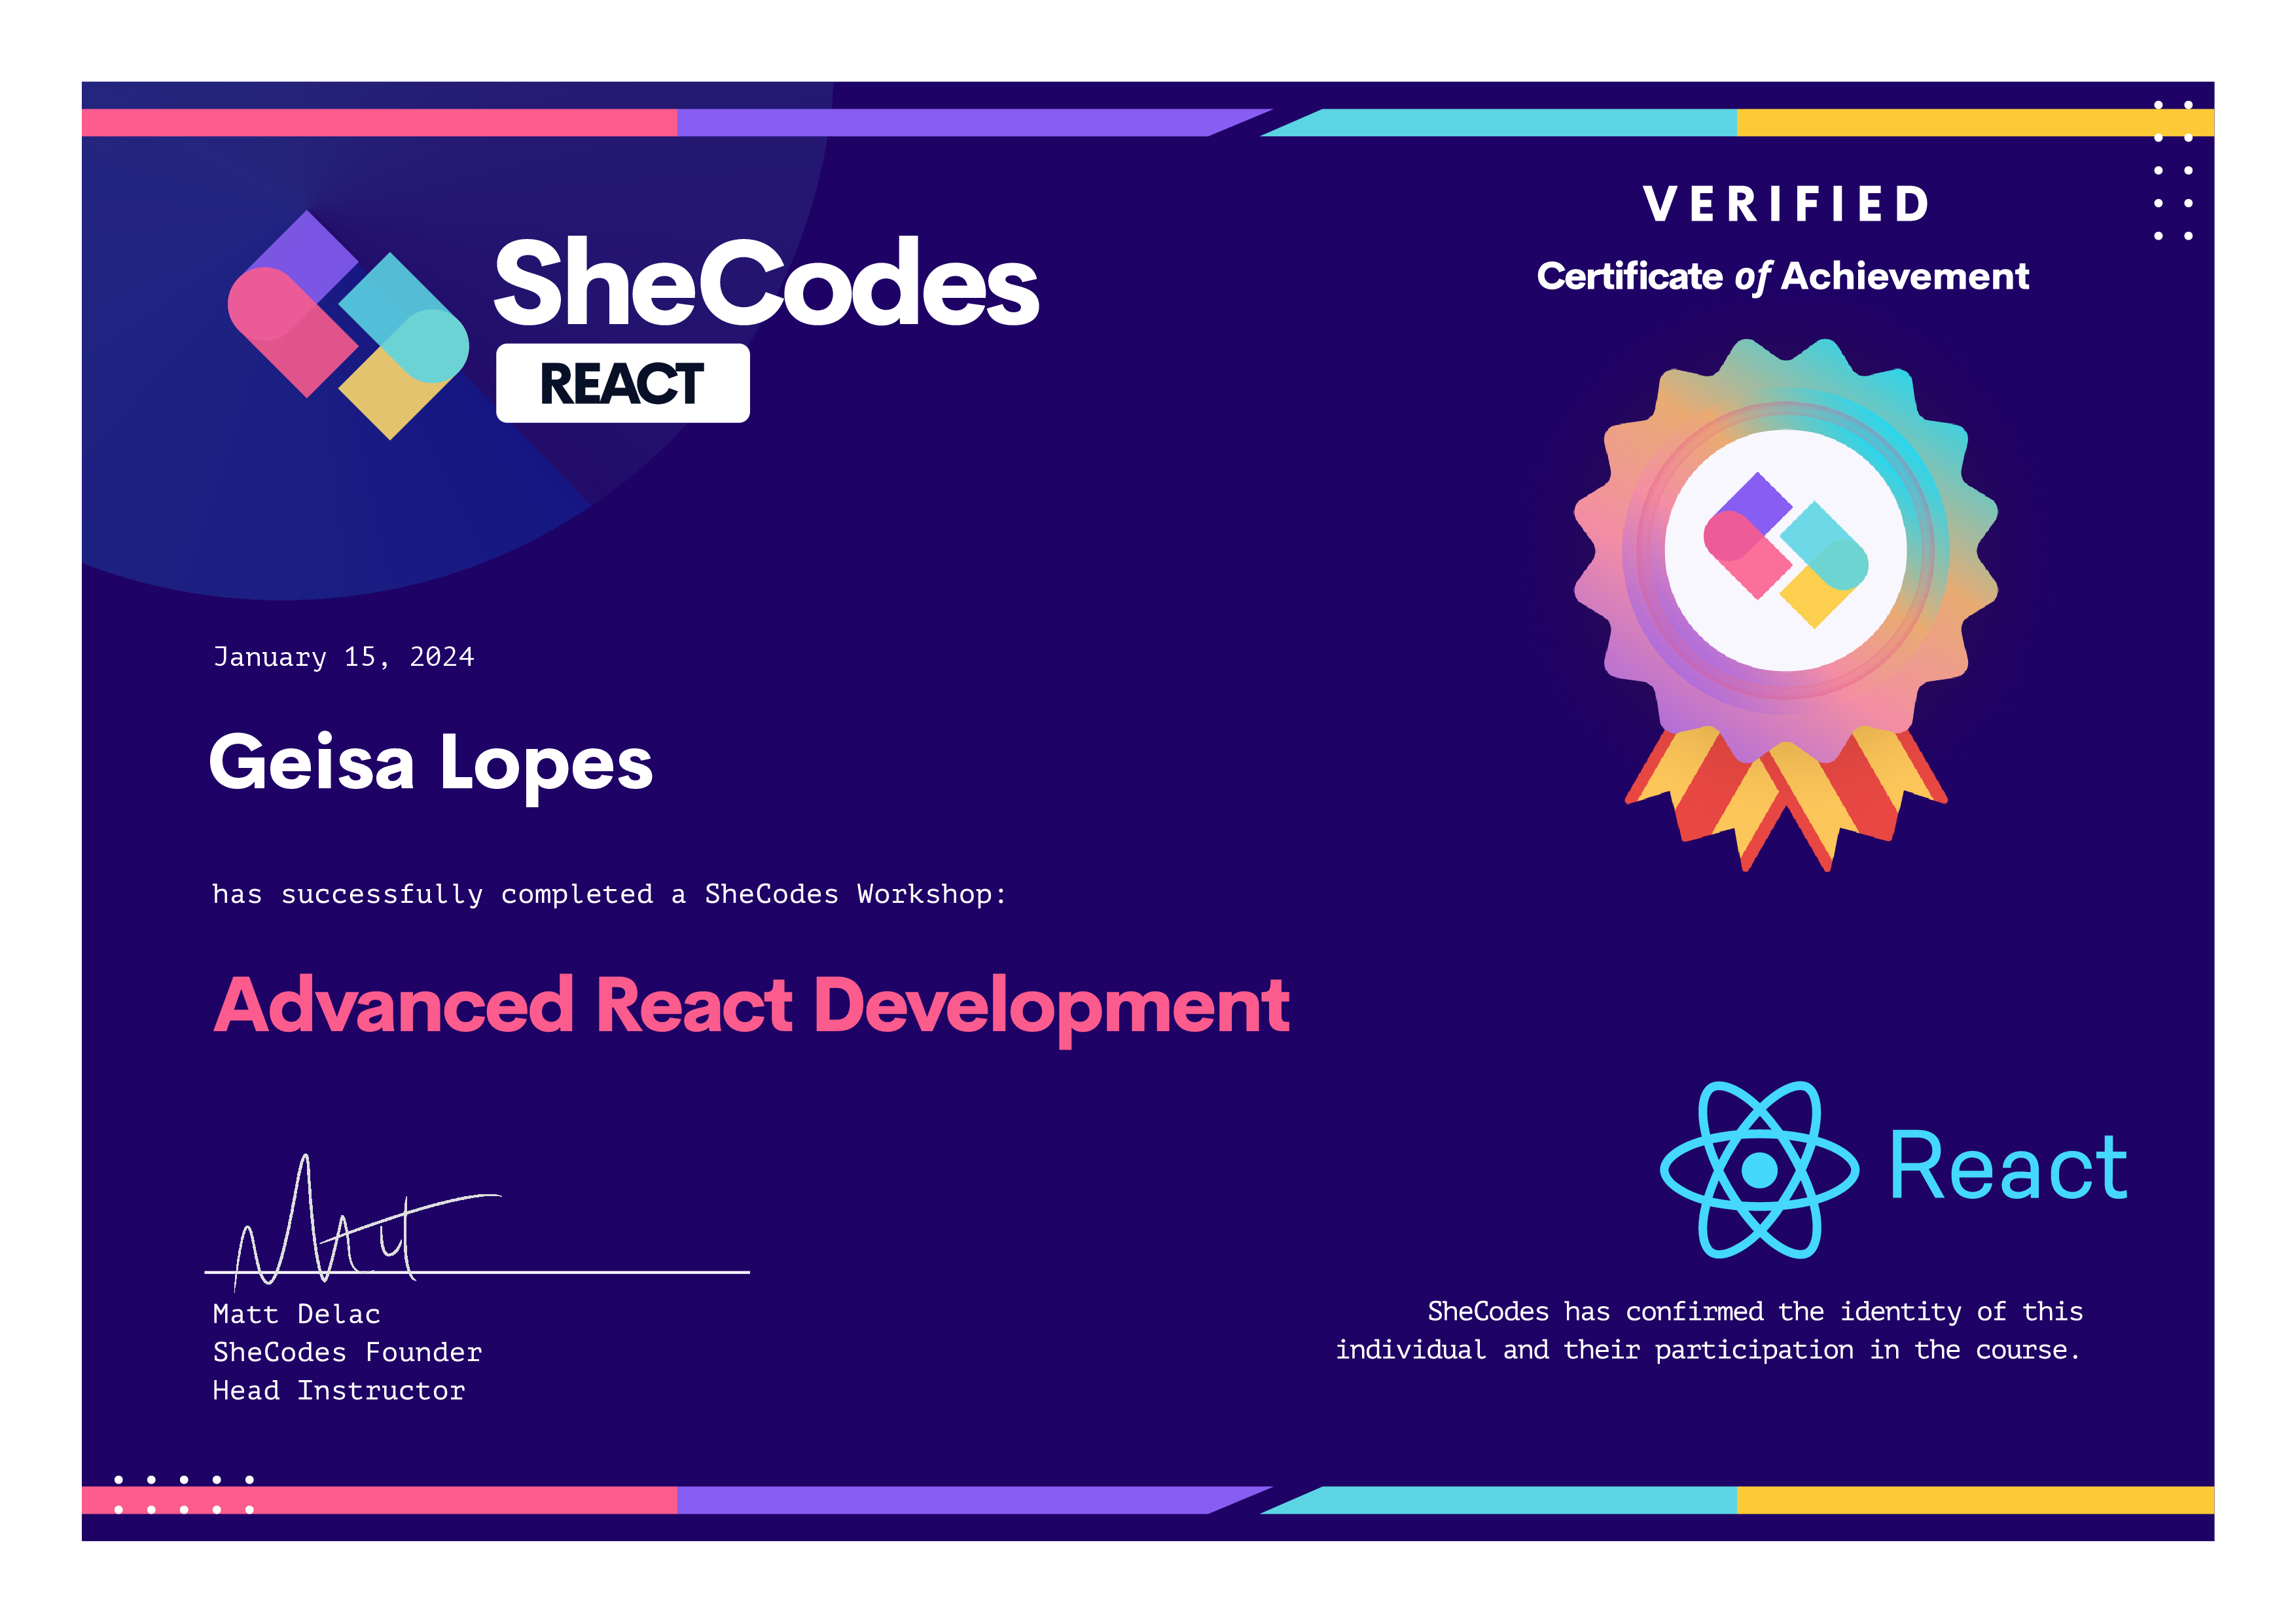 SheCodes
REACT
VERIFIED
Certificate of Achievement
January 15, 2024
Geisa Lopes
has successfully completed a SheCodes Workshop:
Advanced React Development
React
Matt
Matt Delac
SheCodes Founder
Head Instructor
SheCodes has confirmed the identity of this
individual and their participation in the course.